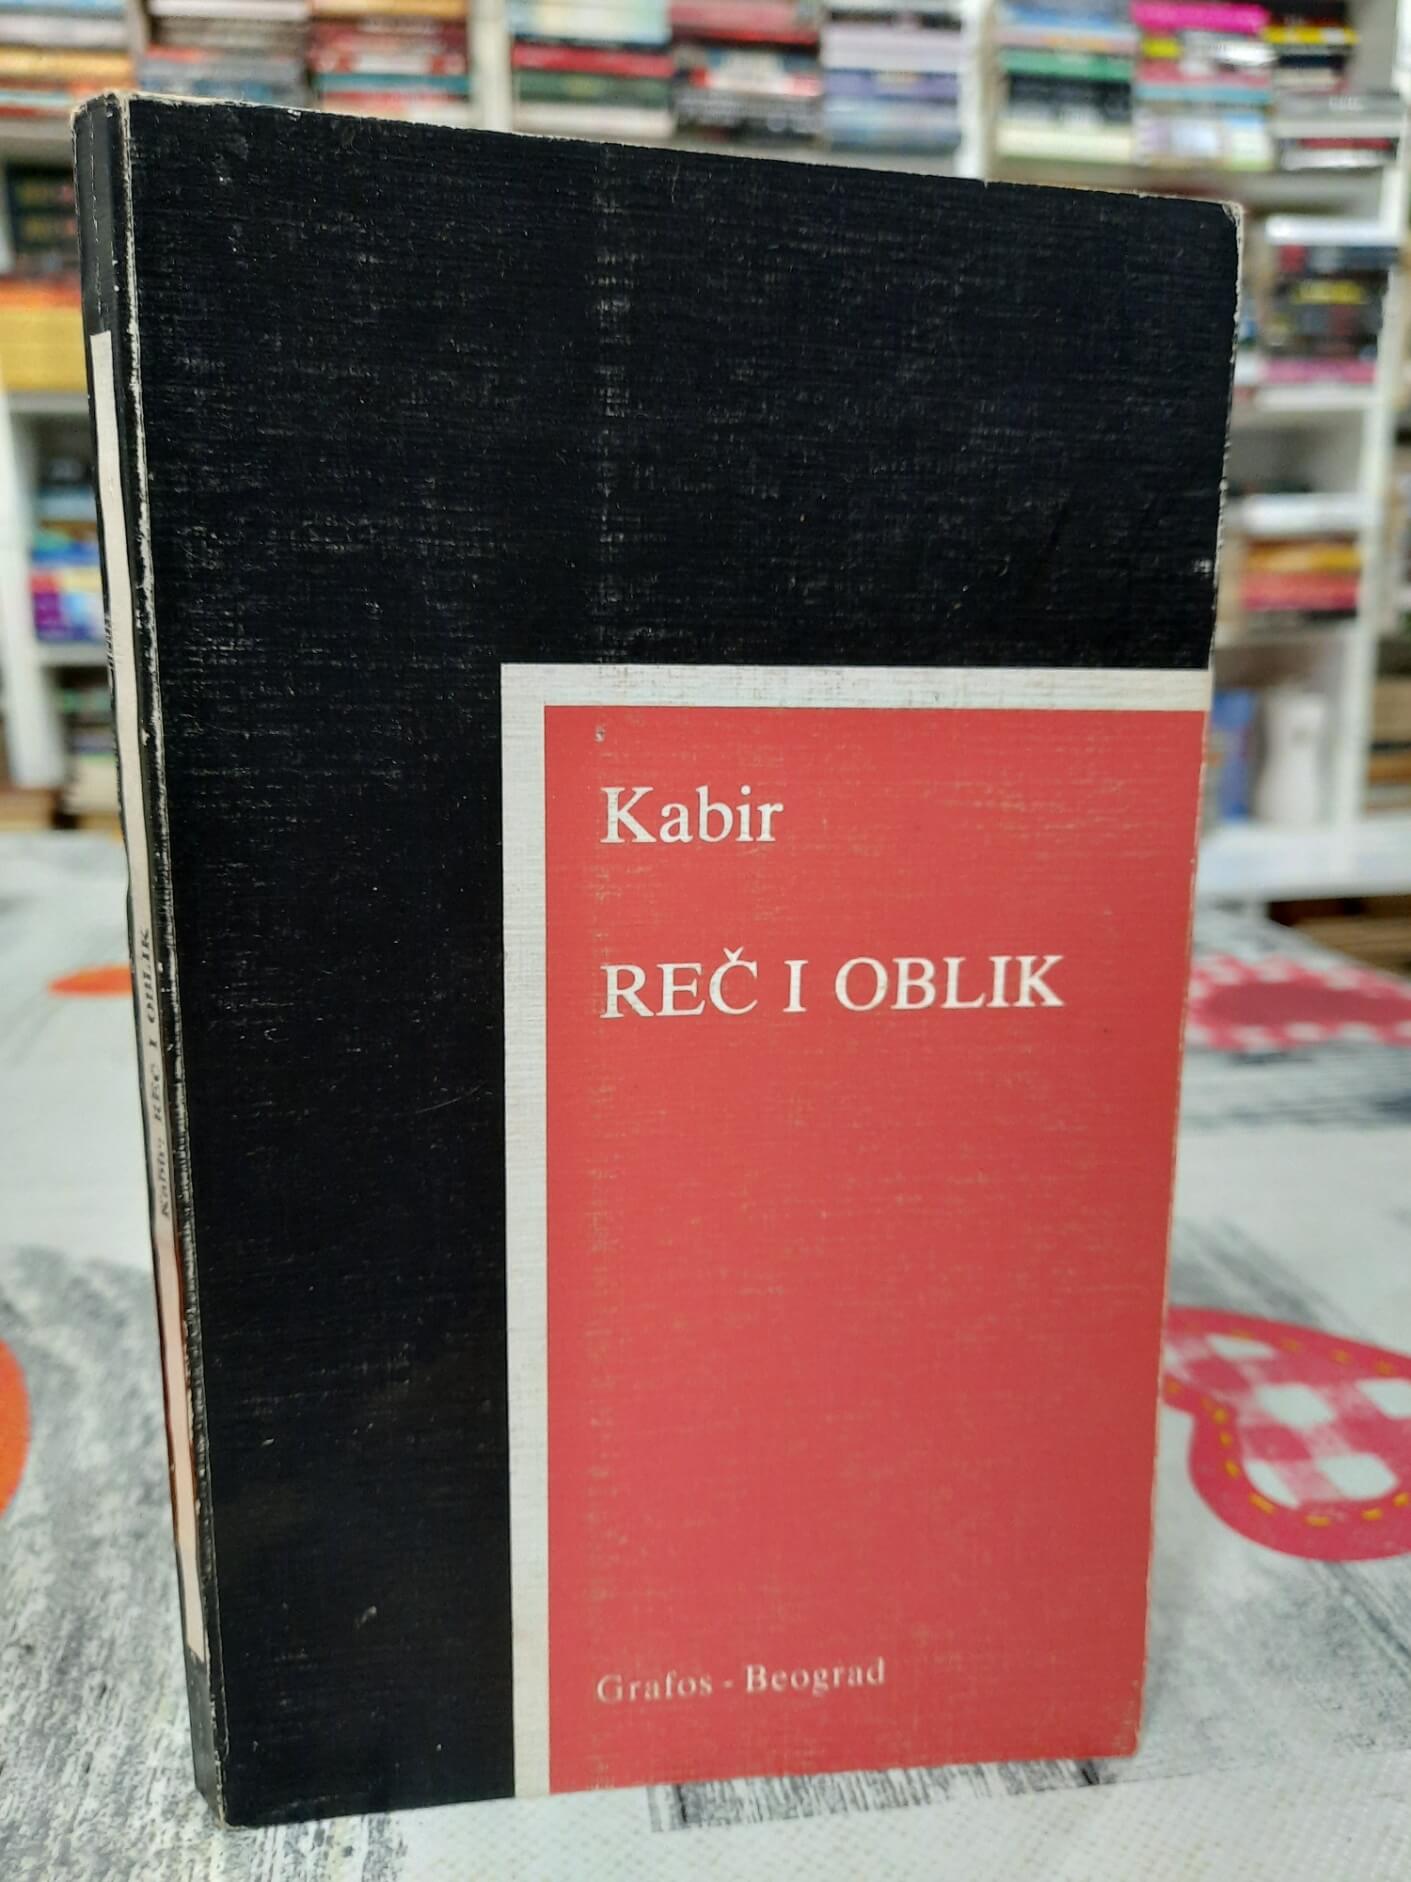 Kabir
REČ I OBLIK
Grafos - Beograd
Kabir: REČ I OBLIK